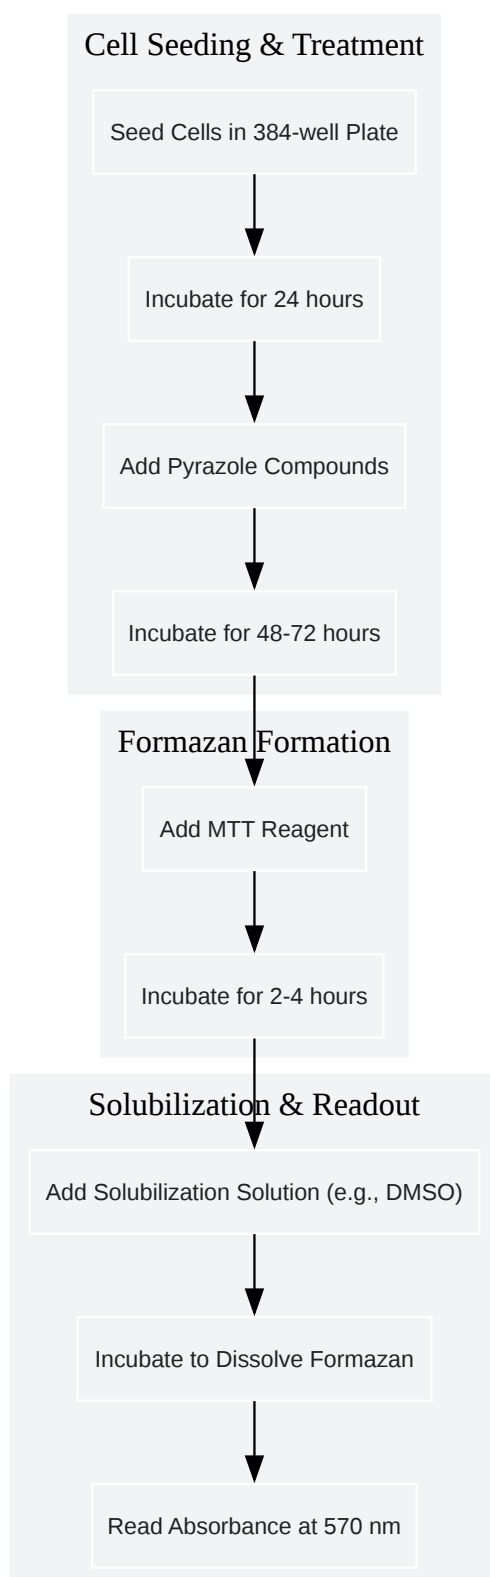 Cell Seeding & Treatment
Seed Cells in 384-well Plate
Incubate for 24 hours
Add Pyrazole Compounds
Incubate for 48-72 hours
Formazan Formation
Add MTT Reagent
Incubate for 2-4 hours
Solubilization & Readout
Add Solubilization Solution (e.g., DMSO)
Incubate to Dissolve Formazan
Read Absorbance at 570 nm